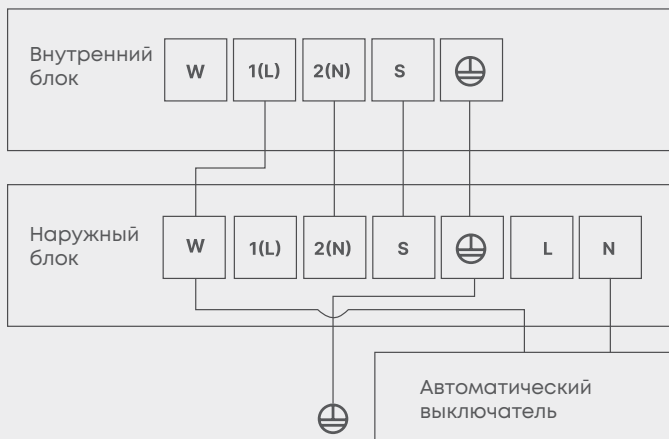 Внутренний
блок
W 1(L) 2(N) S
Наружный
блок
W 1(L) 2(N) S L N
Автоматический
выключатель